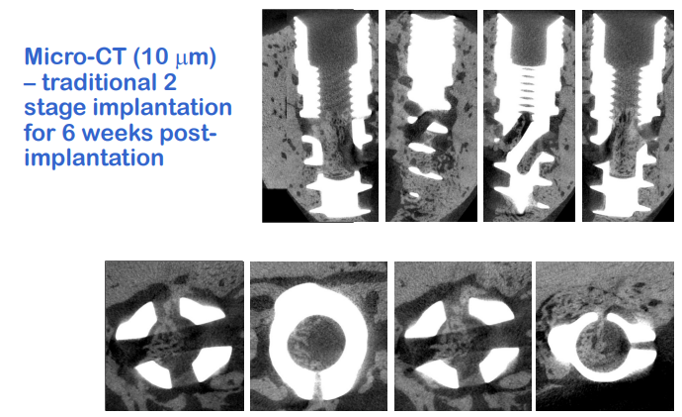 Micro-CT (10 μm)
– traditional 2
stage implantation
for 6 weeks post-
implantation